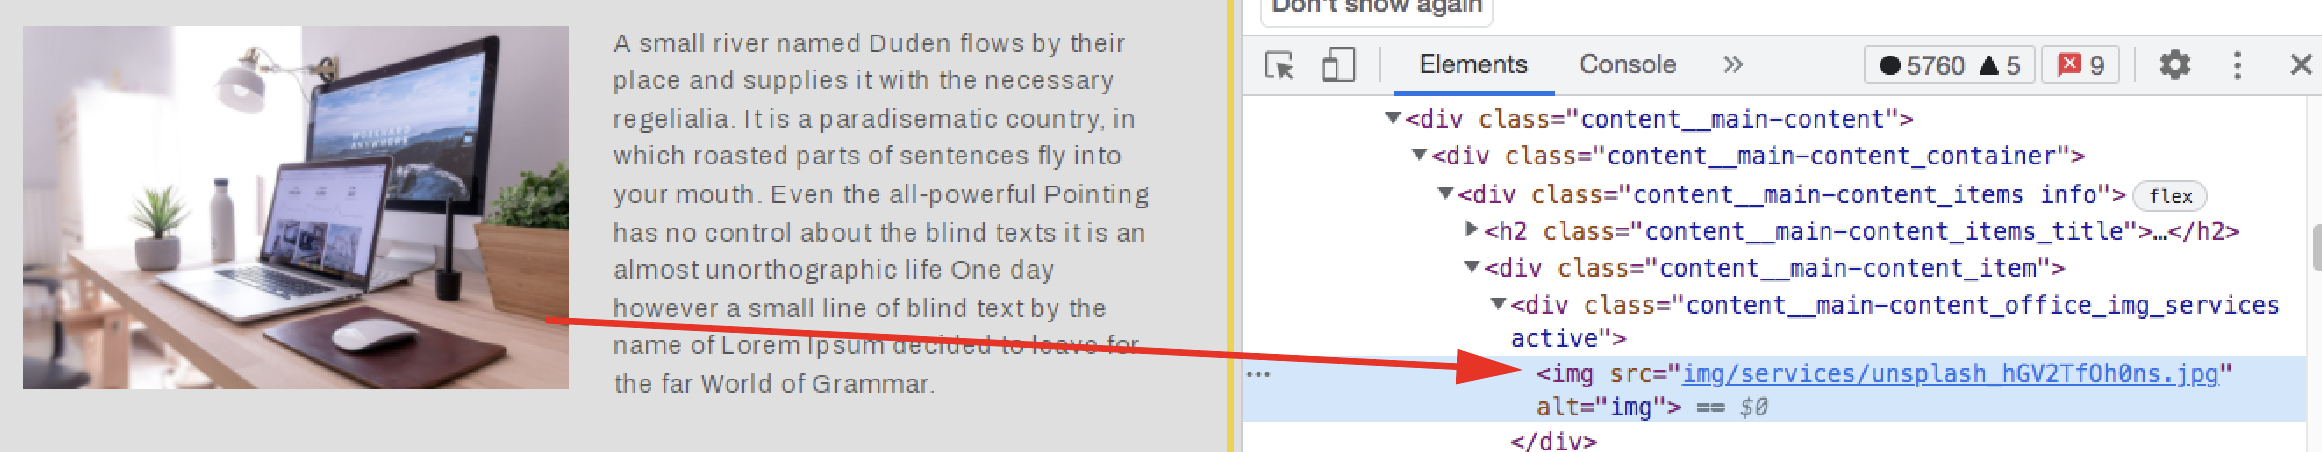 A small river named Duden flows by their
place and supplies it with the necessary
regelialia. It is a paradisematic country, in
which roasted parts of sentences fly into
your mouth. Even the all-powerful Pointing
has no control about the blind texts it is an
almost unorthographic life One day
however a small line of blind text by the
name of Lorem Ipsum decided to leave for
the far World of Grammar.
WORKHARD
ANYWHERE
Don't show again
Elements Console » 5760 5 9
<div class="content__main-content">
<div class="content__main-content_container">
<div class="content__main-content_items info"> flex
<h2 class="content__main-content_items_title">…</h2>
<div class="content__main-content_item">
<div class="content__main-content_office_img_services
active">
<img src="img/services/unsplash_hGV2TfOh0ns.jpg"
alt="img"> == $0
</div>